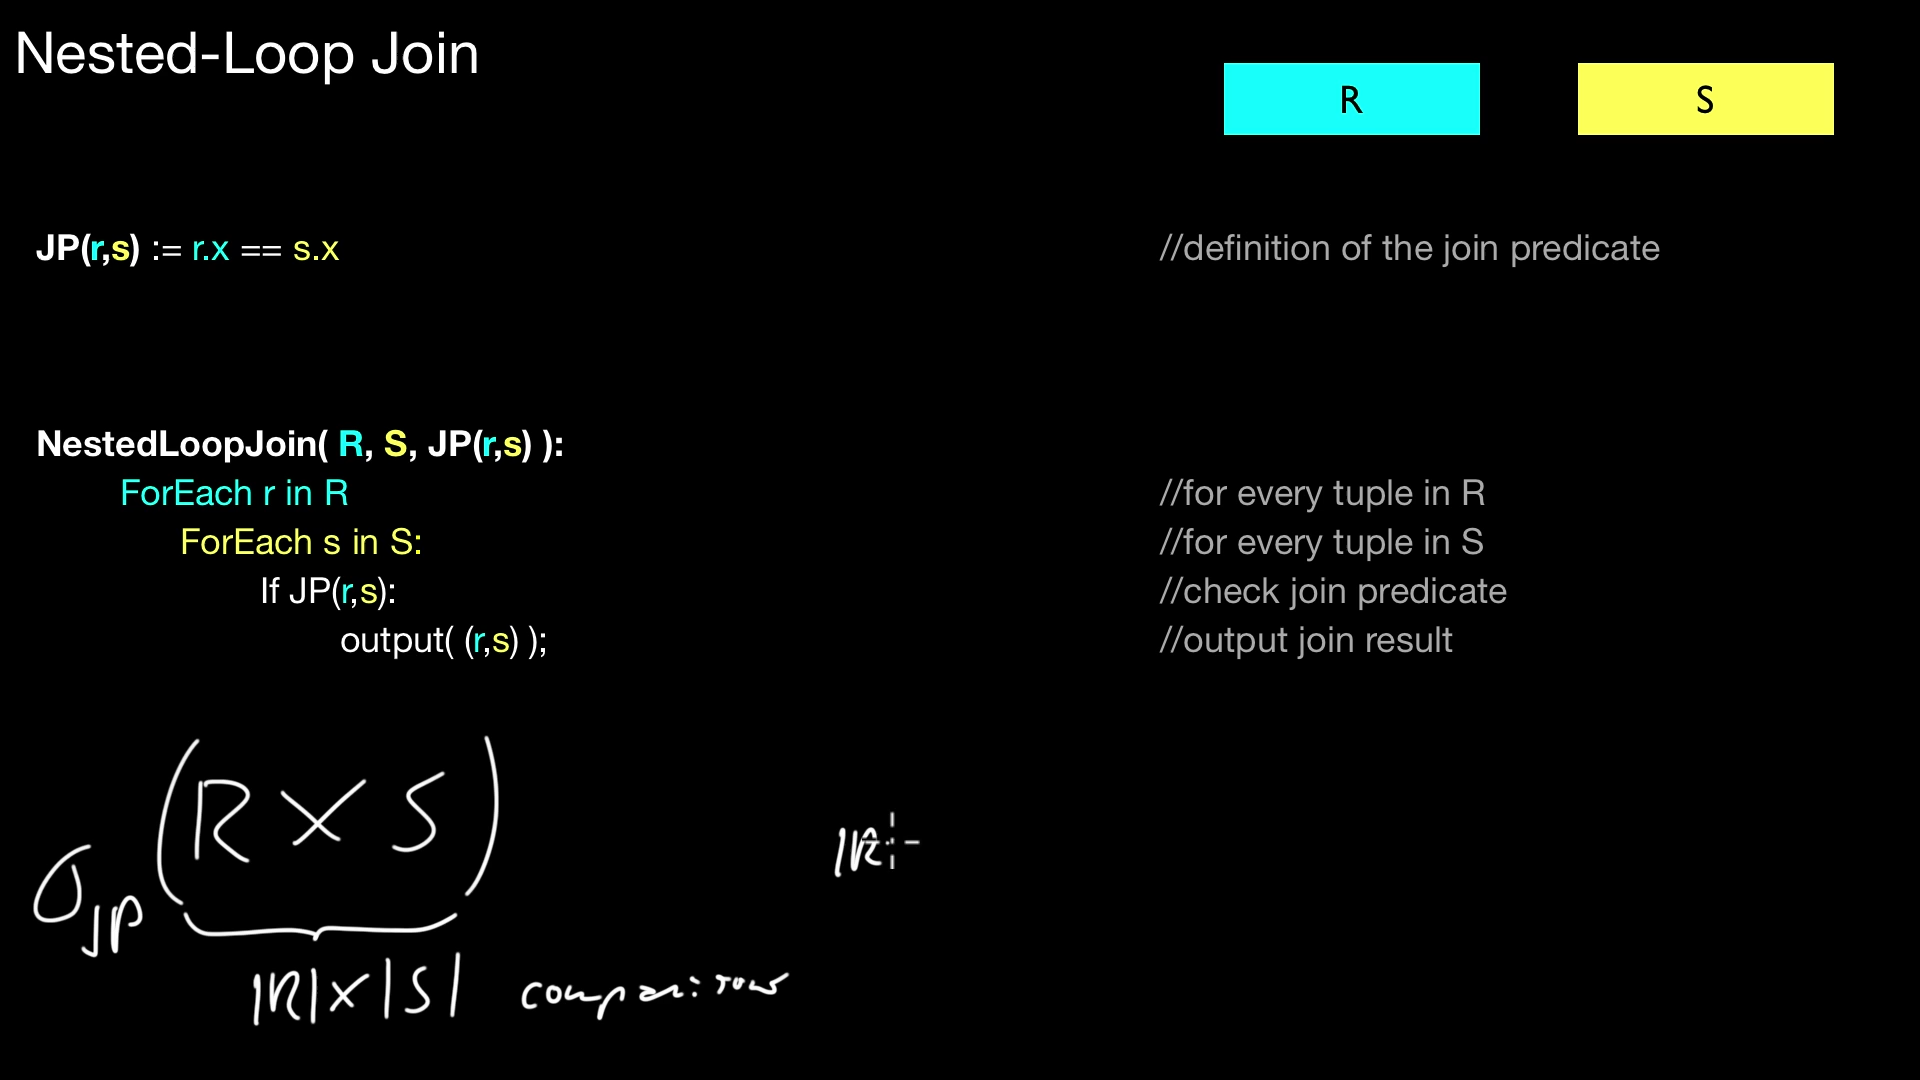 Nested-Loop Join
R
S
JP(r,s) := r.x == s.x
//definition of the join predicate
NestedLoopJoin( R, S, JP(r,s) ):
ForEach r in R
//for every tuple in R
ForEach s in S:
//for every tuple in S
If JP(r,s):
//check join predicate
output( (r,s) );
//output join result
σJP (R × S)
|R
|R|×|S| comparisons